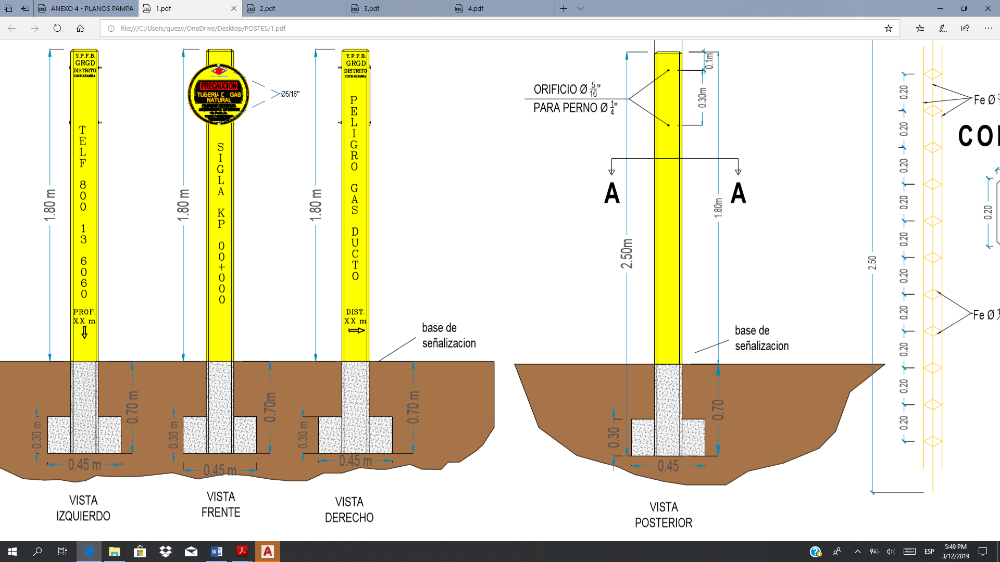 ANEXO 4 - PLANOS PAMPA
1.pdf
2.pdf
3.pdf
4.pdf
file:///C:/Users/quezv/OneDrive/Desktop/POSTES/1.pdf
Y.P.F.B.
GRGD
DISTRITO
COCHABAMBA
TELF 800 13 6060
PROF.
XX m
1.80 m
0.70 m
0.30 m
0.45 m
VISTA
IZQUIERDO
PRECAUCION
NATURAL
Ø5/16"
SIGLA KP 00+000
1.80 m
0.70m
0.30 m
0.45 m
VISTA
FRENTE
Y.P.F.B.
GRGD
DISTRITO
COCHABAMBA
PELIGRO GAS DUCTO
DIST.
XX m
1.80 m
base de
señalizacion
0.70 m
0.30 m
0.45 m
VISTA
DERECHO
ORIFICIO Ø 5/16"
PARA PERNO Ø 1/4"
0.1m
0.30m
A
A
1.80m
2.50m
base de
señalizacion
0.70
0.30
0.45
VISTA
POSTERIOR
2.50
0.20
0.20
0.20
0.20
0.20
0.20
0.20
0.20
0.20
0.20
Fe Ø
Fe Ø
0.20
ESP
5:49 PM
3/12/2019